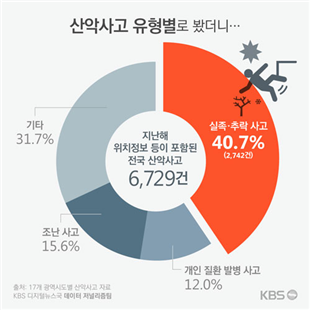 산악사고 유형별로 봤더니…
기타
31.7%
지난해
위치정보 등이 포함된
전국 산악사고
6,729건
실족·추락 사고
40.7%
(2,742건)
조난 사고
15.6%
개인 질환 발병 사고
12.0%
출처: 17개 광역시도별 산악사고 자료
KBS 디지털뉴스국 데이터 저널리즘팀
KBS